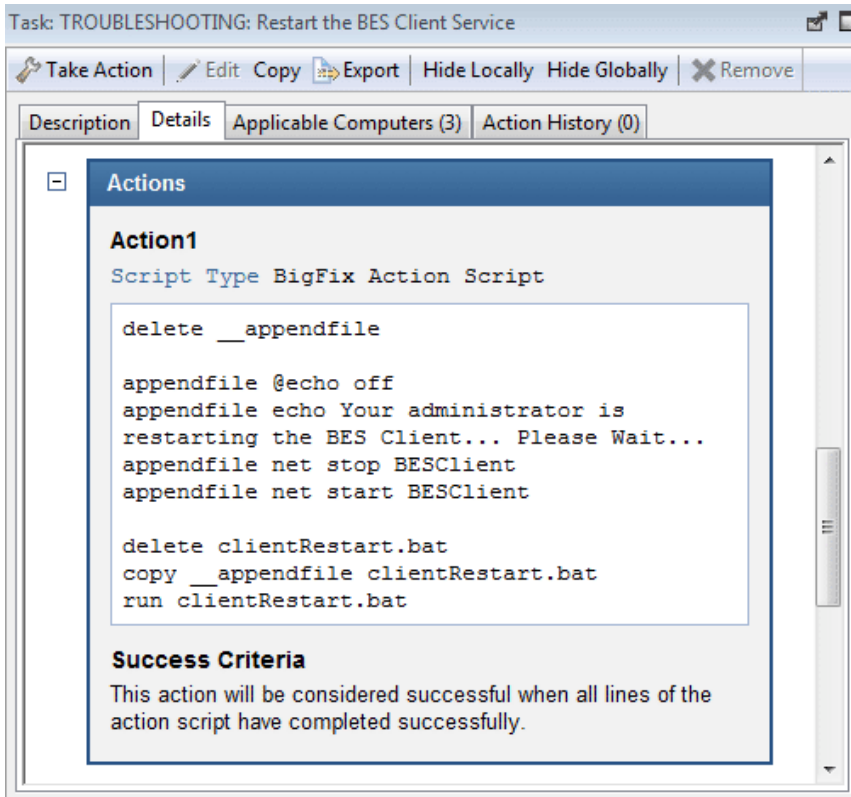 Task: TROUBLESHOOTING: Restart the BES Client Service
Take Action Edit Copy Export Hide Locally Hide Globally Remove
Description Details Applicable Computers (3) Action History (0)
Actions
Action1
Script Type BigFix Action Script
delete __appendfile
appendfile @echo off
appendfile echo Your administrator is
restarting the BES Client... Please Wait...
appendfile net stop BESClient
appendfile net start BESClient
delete clientRestart.bat
copy __appendfile clientRestart.bat
run clientRestart.bat
Success Criteria
This action will be considered successful when all lines of the
action script have completed successfully.